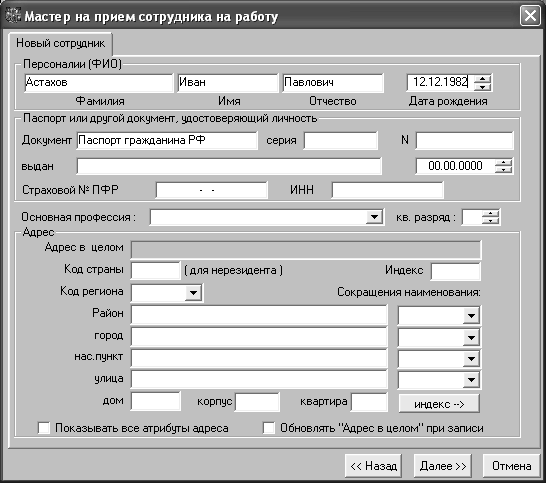 Мастер на прием сотрудника на работу
Новый сотрудник
Персоналии (ФИО)
Астахов Иван Павлович 12.12.1982
Фамилия Имя Отчество Дата рождения
Паспорт или другой документ, удостоверяющий личность
Документ Паспорт гражданина РФ серия N
выдан 00.00.0000
Страховой № ПФР - - ИНН
Основная профессия : кв. разряд :
Адрес
Адрес в целом
Код страны ( для нерезидента ) Индекс
Код региона Сокращения наименования:
Район
город
нас.пункт
улица
дом корпус квартира индекс -->
Показывать все атрибуты адреса Обновлять "Адрес в целом" при записи
<< Назад Далее >> Отмена